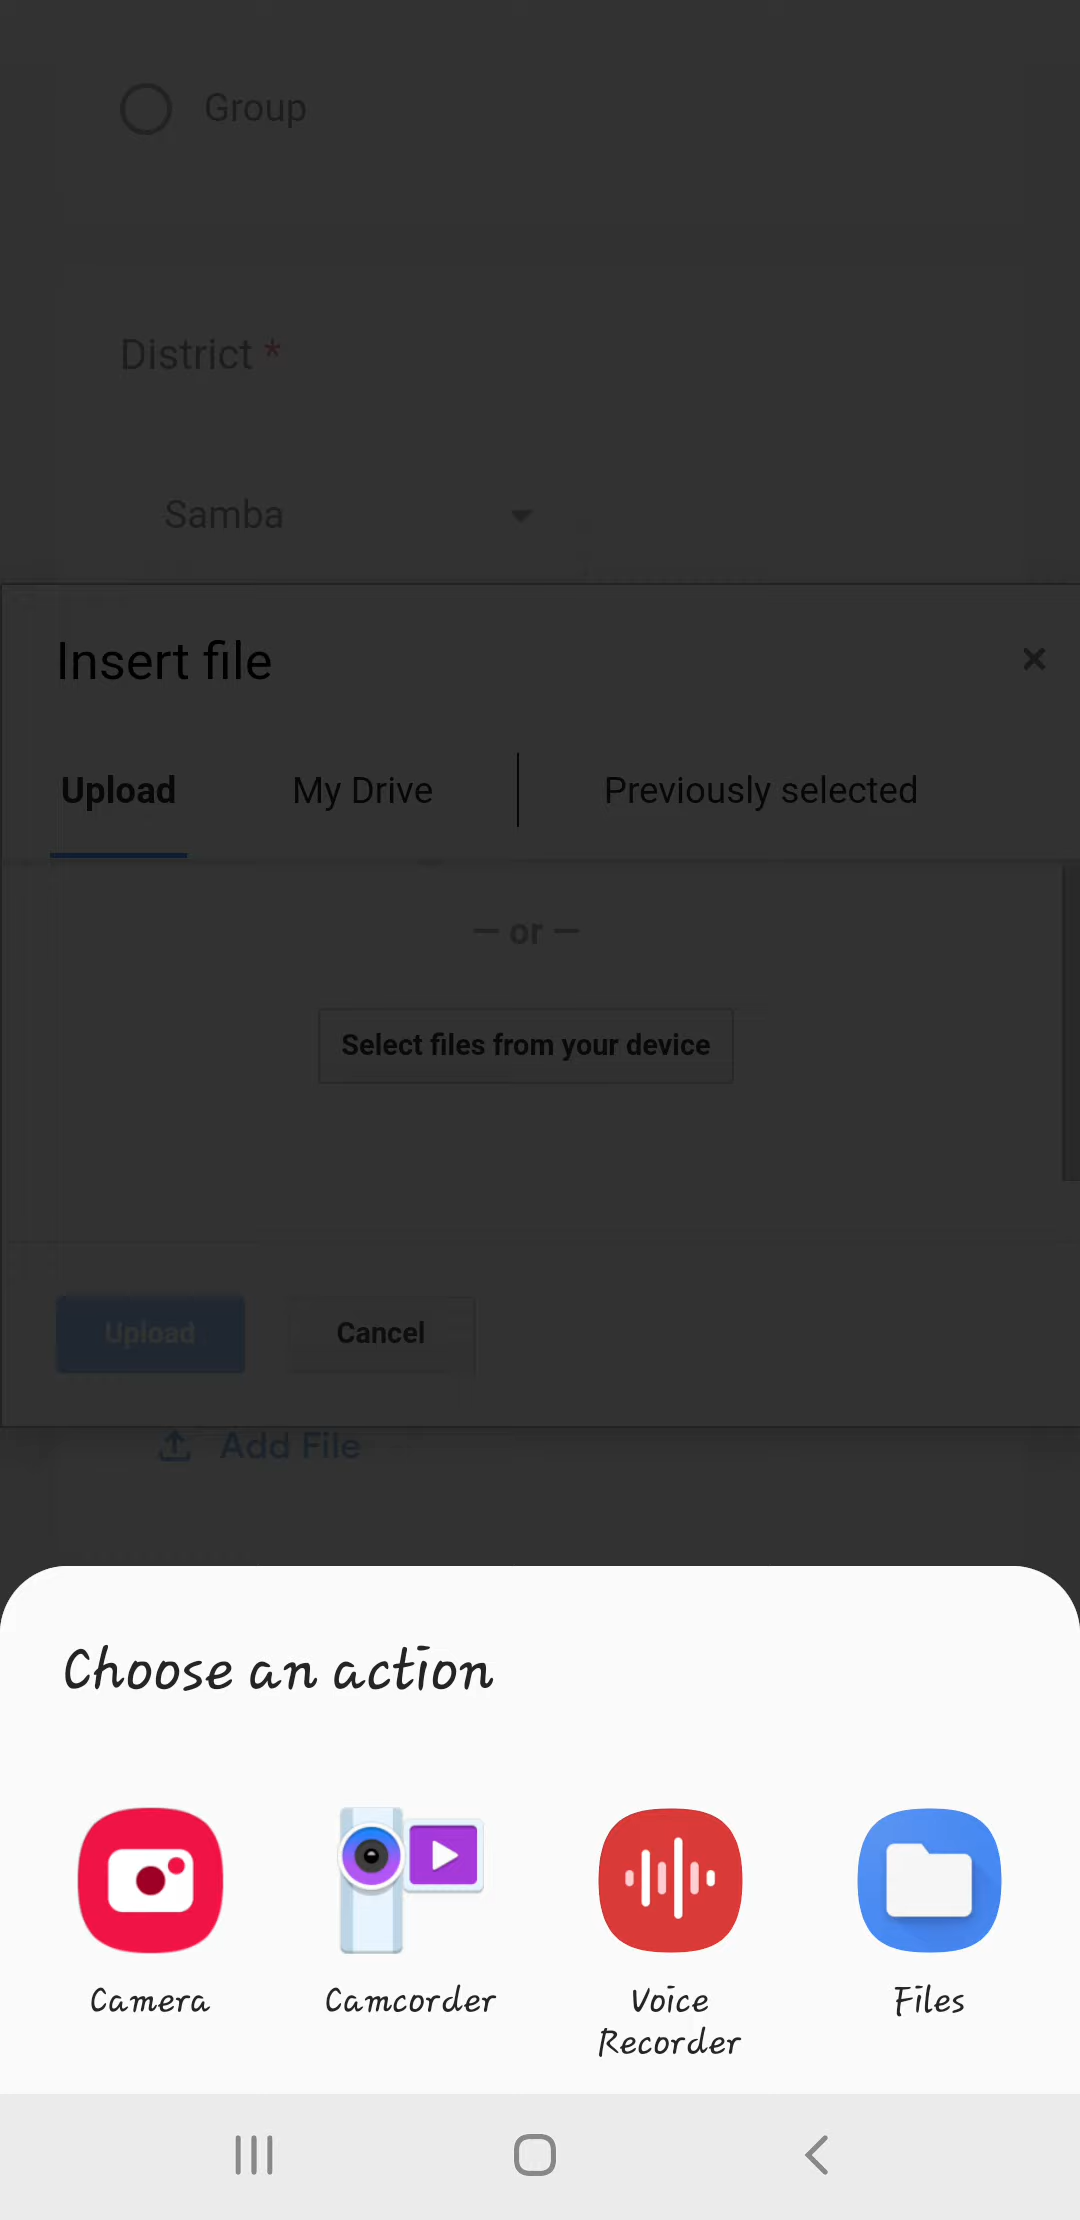 Group
District *
Samba
Insert file
Upload My Drive Previously selected
— or —
Select files from your device
Upload Cancel
Add File
Choose an action
Camera Camcorder Voice Recorder Files